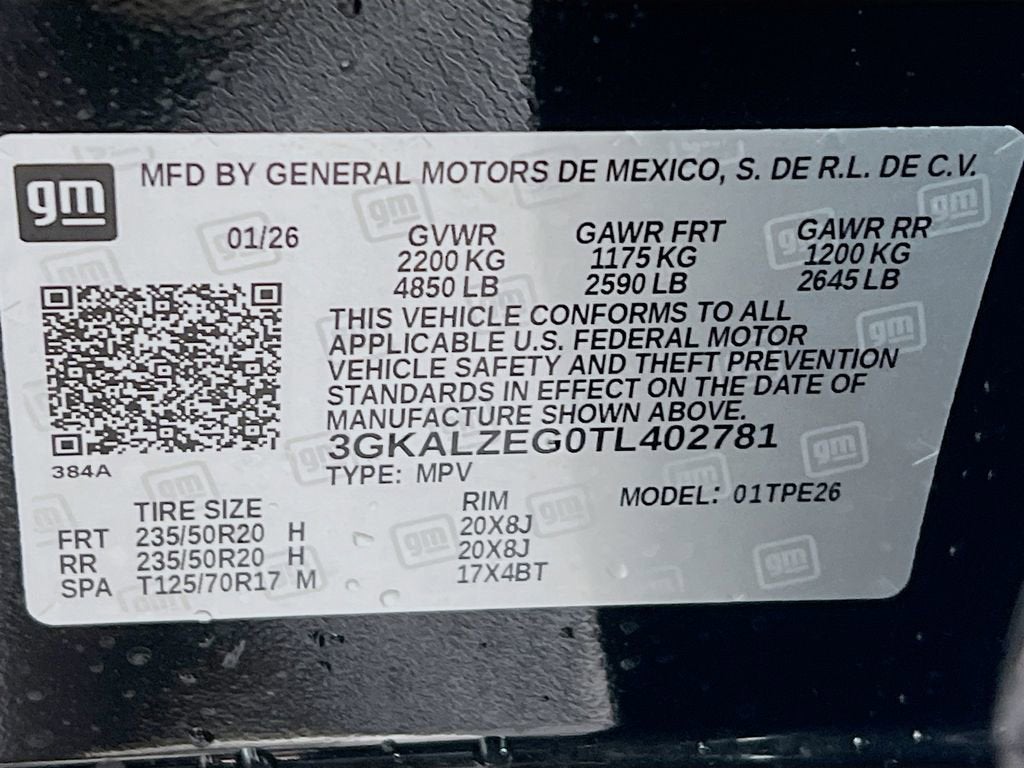 gm
MFD BY GENERAL MOTORS DE MEXICO, S. DE R.L. DE C.V.
01/26 GVWR GAWR FRT GAWR RR
2200 KG 1175 KG 1200 KG
4850 LB 2590 LB 2645 LB
THIS VEHICLE CONFORMS TO ALL
APPLICABLE U.S. FEDERAL MOTOR
VEHICLE SAFETY AND THEFT PREVENTION
STANDARDS IN EFFECT ON THE DATE OF
MANUFACTURE SHOWN ABOVE.
3GKALZEG0TL402781
384A
TYPE: MPV
TIRE SIZE RIM MODEL: 01TPE26
FRT 235/50R20 H 20X8J
RR 235/50R20 H 20X8J
SPA T125/70R17 M 17X4BT